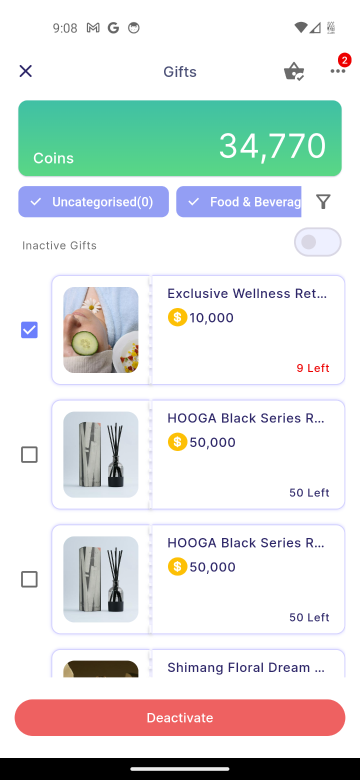 9:08
Gifts
2
Coins
34,770
Uncategorised(0)
Food & Beverag
Inactive Gifts
Exclusive Wellness Ret...
$ 10,000
9 Left
HOOGA Black Series R...
$ 50,000
50 Left
HOOGA Black Series R...
$ 50,000
50 Left
Shimang Floral Dream ...
Deactivate